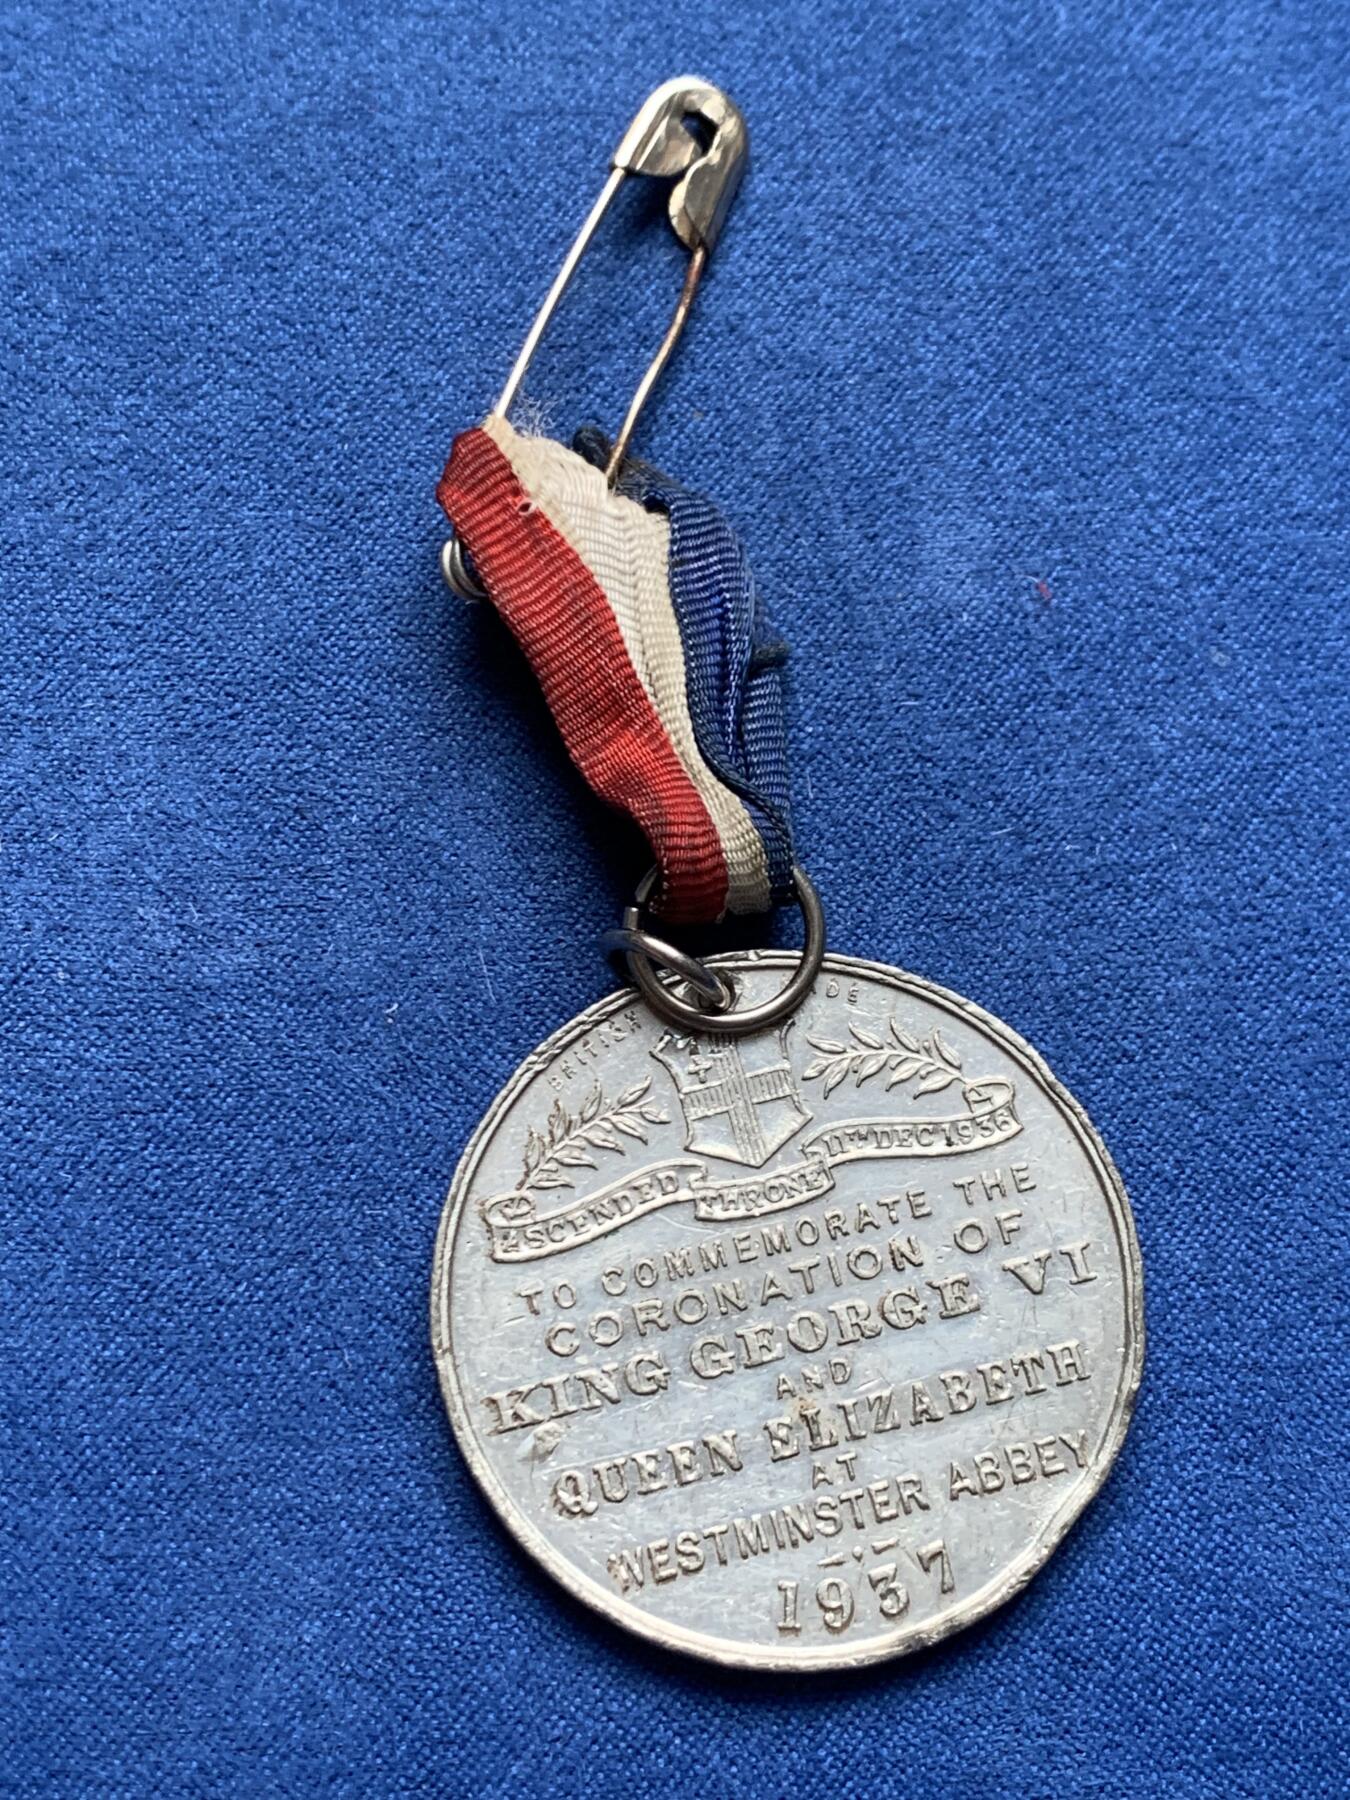 BRITISH
ASCENDED THRONE 11TH DEC 1936
TO COMMEMORATE THE
CORONATION OF
KING GEORGE VI
AND
QUEEN ELIZABETH
AT
WESTMINSTER ABBEY
1937